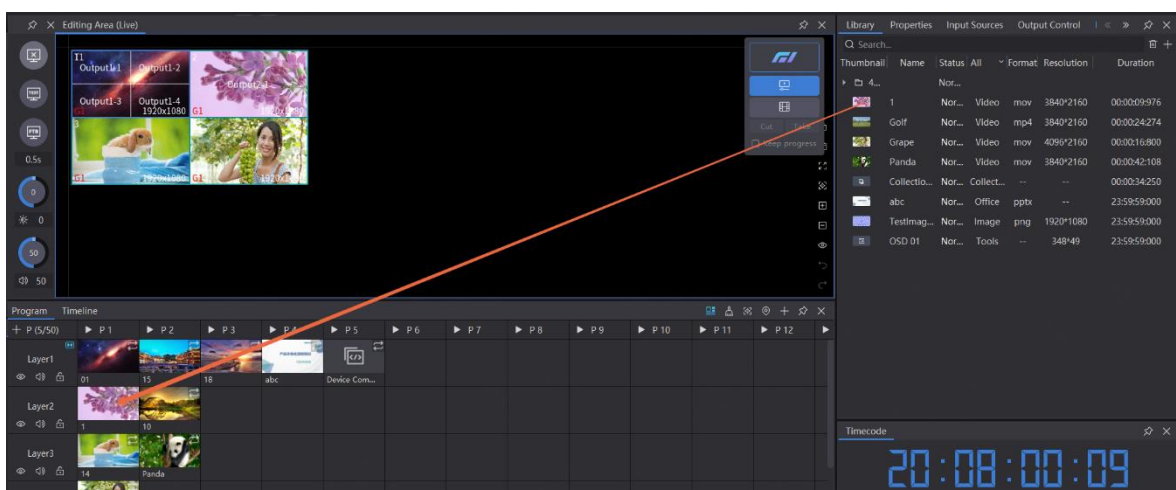 Editing Area (Live)
Library Properties Input Sources Output Control
Search...
Thumbnail Name Status All Format Resolution Duration
4... Nor...
1 Nor... Video mov 3840*2160 00:00:09:976
Golf Nor... Video mp4 3840*2160 00:00:24:274
Grape Nor... Video mov 4096*2160 00:00:16:800
Panda Nor... Video mov 3840*2160 00:00:42:108
Collectio... Nor... Collect... -- -- 00:00:34:250
abc Nor... Office pptx -- 23:59:59:000
TestImag... Nor... Image png 1920*1080 23:59:59:000
OSD 01 Nor... Tools -- 348*49 23:59:59:000
I1
Output1-1 Output1-2
Output2-1
Output1-3 Output1-4
1920x1080
G1 G1
3
G1 1920x1080 G1
Cut Take
Keep progress
FTB
0.5s
0
0
50
50
Program Timeline
P (5/50) P 1 P 2 P 3 P 4 P 5 P 6 P 7 P 8 P 9 P 10 P 11 P 12
Layer1
01 15 18 abc Device Com...
Layer2
1 10
Layer3
14 Panda
Timecode
20:08:00:09